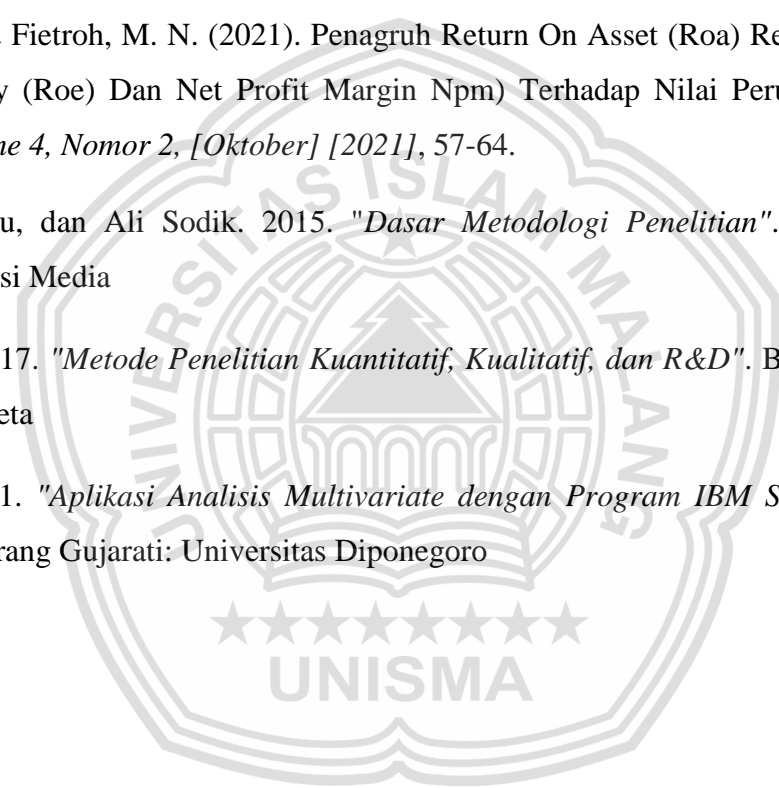 Fietroh, M. N. (2021). Penagruh Return On Asset (Roa) Re
y (Roe) Dan Net Profit Margin Npm) Terhadap Nilai Peru
ne 4, Nomor 2, [Oktober] [2021], 57-64.
u, dan Ali Sodik. 2015. "Dasar Metodologi Penelitian".
si Media
17. "Metode Penelitian Kuantitatif, Kualitatif, dan R&D". B
eta
1. "Aplikasi Analisis Multivariate dengan Program IBM S
rang Gujarati: Universitas Diponegoro
UNIVERSITAS ISLAM MALANG
UNISMA